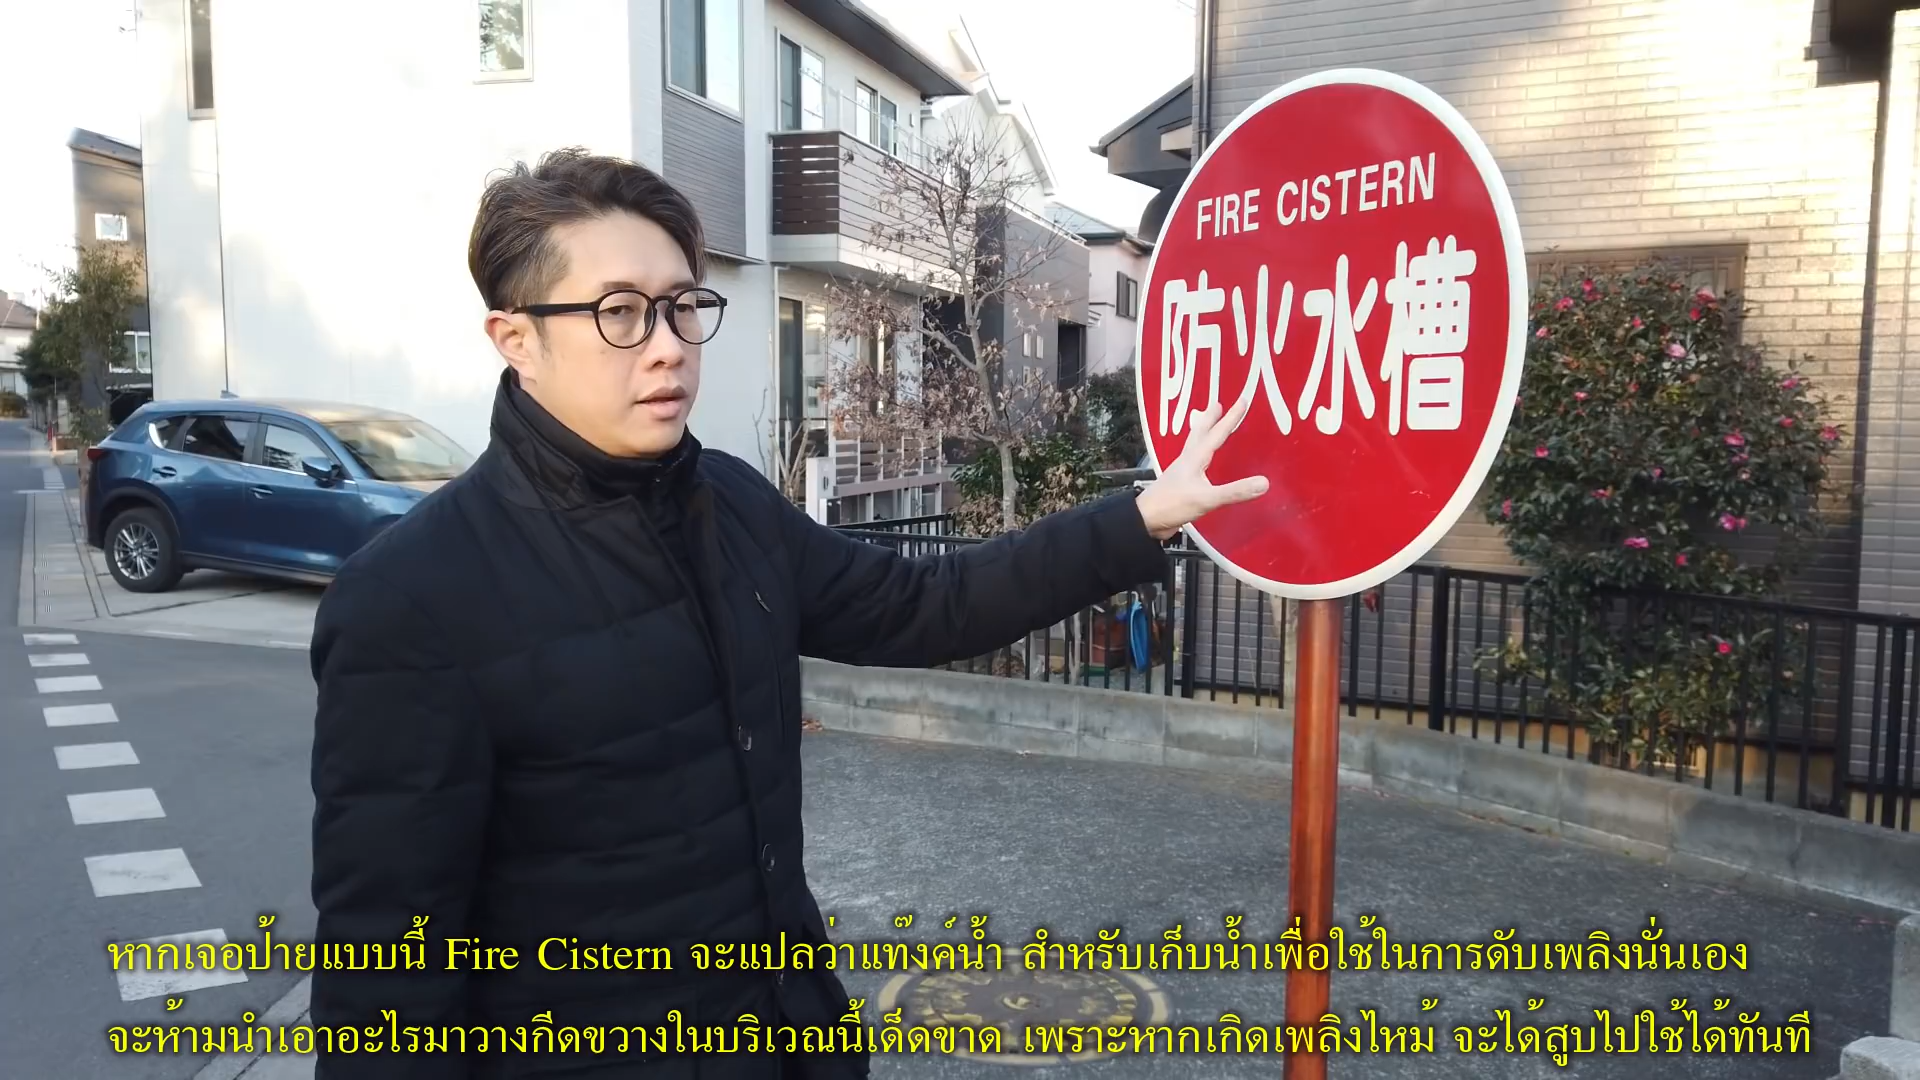 FIRE CISTERN
防火水槽
หากเจอป้ายแบบนี้ Fire Cistern จะแปลว่าแท๊งค์น้ำ สำหรับเก็บน้ำเพื่อใช้ในการดับเพลิงนั่นเอง
จะห้ามนำเอาอะไรมาวางกีดขวางในบริเวณนี้เด็ดขาด เพราะหากเกิดเพลิงไหม้ จะได้สูบไปใช้ได้ทันที